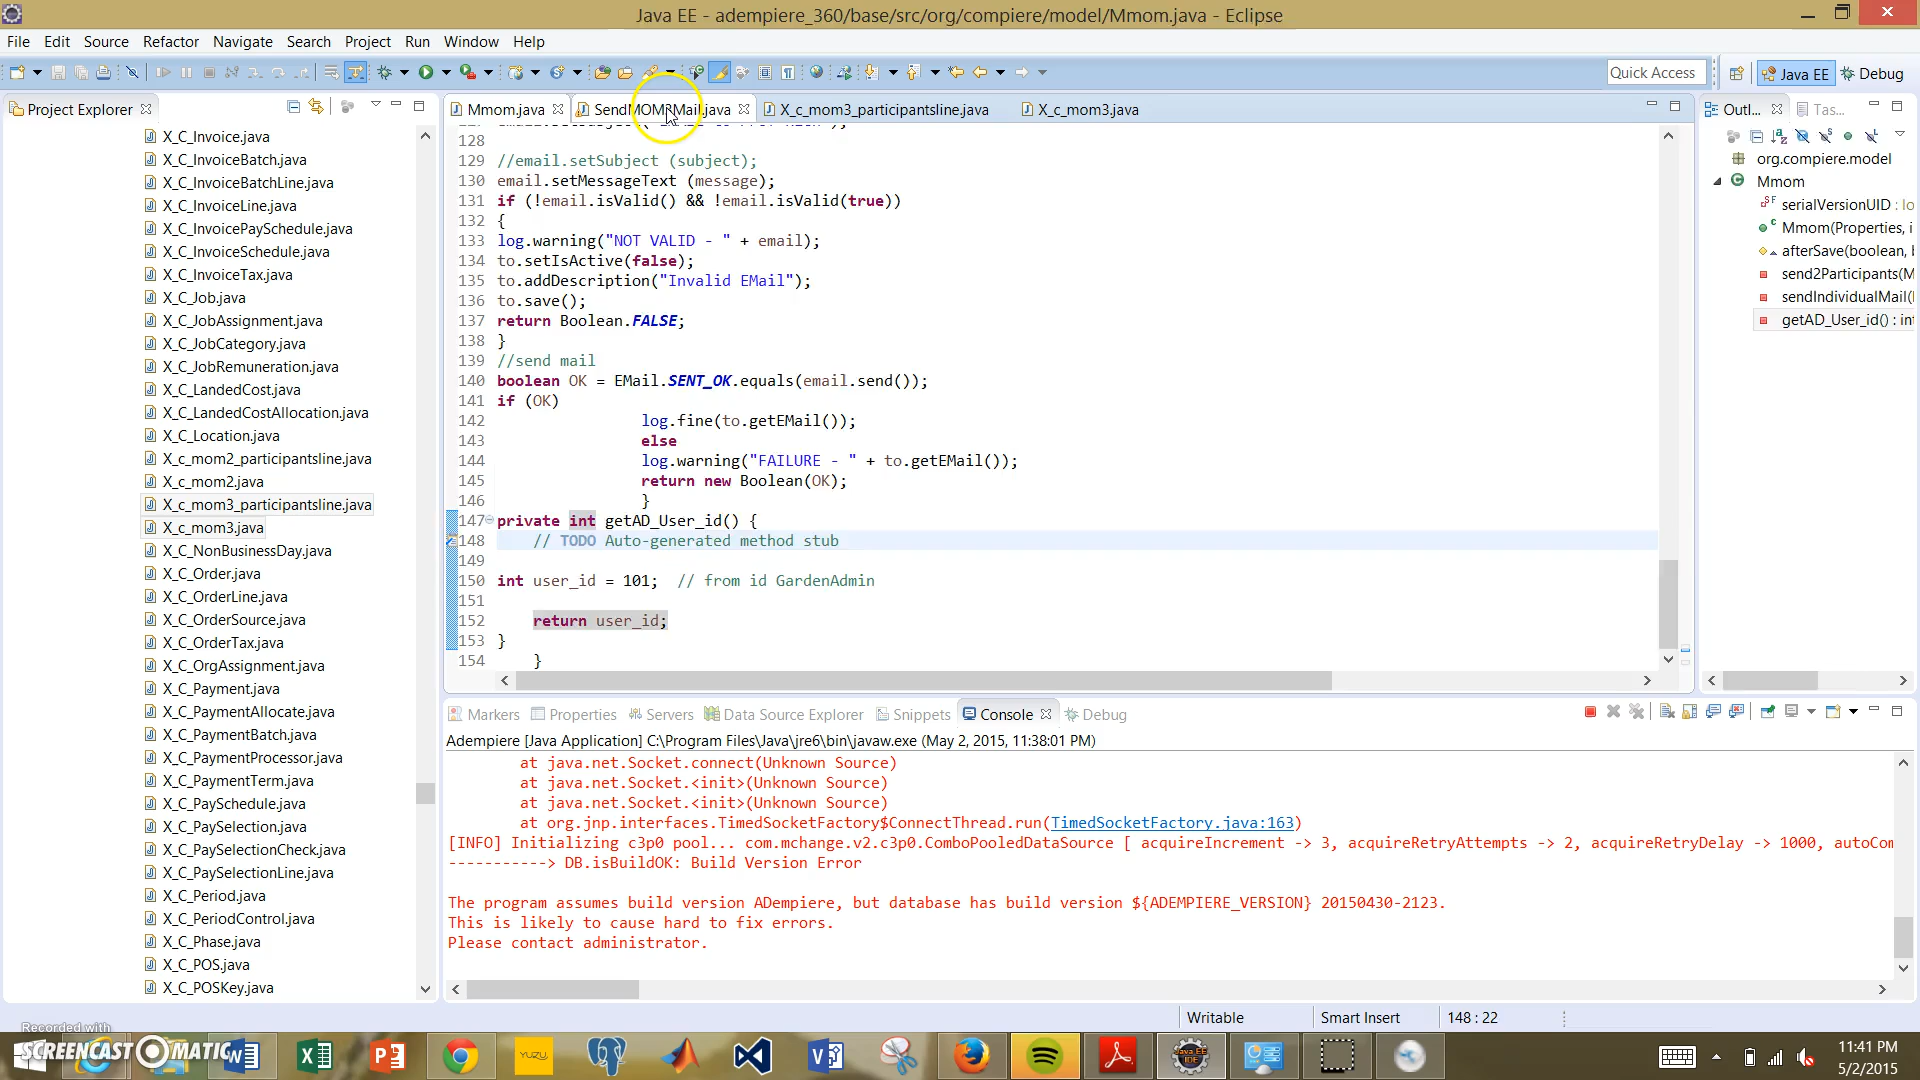 Java EE - adempiere_360/base/src/org/compiere/model/Mmom.java - Eclipse
File Edit Source Refactor Navigate Search Project Run Window Help
Quick Access Java EE Debug
Project Explorer
X_C_Invoice.java
X_C_InvoiceBatch.java
X_C_InvoiceBatchLine.java
X_C_InvoiceLine.java
X_C_InvoicePaySchedule.java
X_C_InvoiceSchedule.java
X_C_InvoiceTax.java
X_C_Job.java
X_C_JobAssignment.java
X_C_JobCategory.java
X_C_JobRemuneration.java
X_C_LandedCost.java
X_C_LandedCostAllocation.java
X_C_Location.java
X_c_mom2_participantsline.java
X_c_mom2.java
X_c_mom3_participantsline.java
X_c_mom3.java
X_C_NonBusinessDay.java
X_C_Order.java
X_C_OrderLine.java
X_C_OrderSource.java
X_C_OrderTax.java
X_C_OrgAssignment.java
X_C_Payment.java
X_C_PaymentAllocate.java
X_C_PaymentBatch.java
X_C_PaymentProcessor.java
X_C_PaymentTerm.java
X_C_PaySchedule.java
X_C_PaySelection.java
X_C_PaySelectionCheck.java
X_C_PaySelectionLine.java
X_C_Period.java
X_C_PeriodControl.java
X_C_Phase.java
X_C_POS.java
X_C_POSKey.java
Mmom.java SendMOM2Mail.java X_c_mom3_participantsline.java X_c_mom3.java
128
129 //email.setSubject (subject);
130 email.setMessageText (message);
131 if (!email.isValid() && !email.isValid(true))
132 {
133 log.warning("NOT VALID - " + email);
134 to.setIsActive(false);
135 to.addDescription("Invalid EMail");
136 to.save();
137 return Boolean.FALSE;
138 }
139 //send mail
140 boolean OK = EMail.SENT_OK.equals(email.send());
141 if (OK)
142 log.fine(to.getEMail());
143 else
144 log.warning("FAILURE - " + to.getEMail());
145 return new Boolean(OK);
146 }
147 private int getAD_User_id() {
148 // TODO Auto-generated method stub
149
150 int user_id = 101; // from id GardenAdmin
151
152 return user_id;
153 }
154 }
Outl... Tas...
org.compiere.model
Mmom
serialVersionUID : lo
Mmom(Properties, i
afterSave(boolean, b
send2Participants(M
sendIndividualMail(
getAD_User_id() : int
Markers Properties Servers Data Source Explorer Snippets Console Debug
Adempiere [Java Application] C:\Program Files\Java\jre6\bin\javaw.exe (May 2, 2015, 11:38:01 PM)
at java.net.Socket.connect(Unknown Source)
at java.net.Socket.<init>(Unknown Source)
at java.net.Socket.<init>(Unknown Source)
at org.jnp.interfaces.TimedSocketFactory$ConnectThread.run(TimedSocketFactory.java:163)
[INFO] Initializing c3p0 pool... com.mchange.v2.c3p0.ComboPooledDataSource [ acquireIncrement -> 3, acquireRetryAttempts -> 2, acquireRetryDelay -> 1000, autoCom
-----------> DB.isBuildOK: Build Version Error
The program assumes build version ADempiere, but database has build version ${ADEMPIERE_VERSION} 20150430-2123.
This is likely to cause hard to fix errors.
Please contact administrator.
Writable Smart Insert 148 : 22
Recorded with
SCREENCAST-O-MATIC
YUZU
Java EE IDE
11:41 PM
5/2/2015